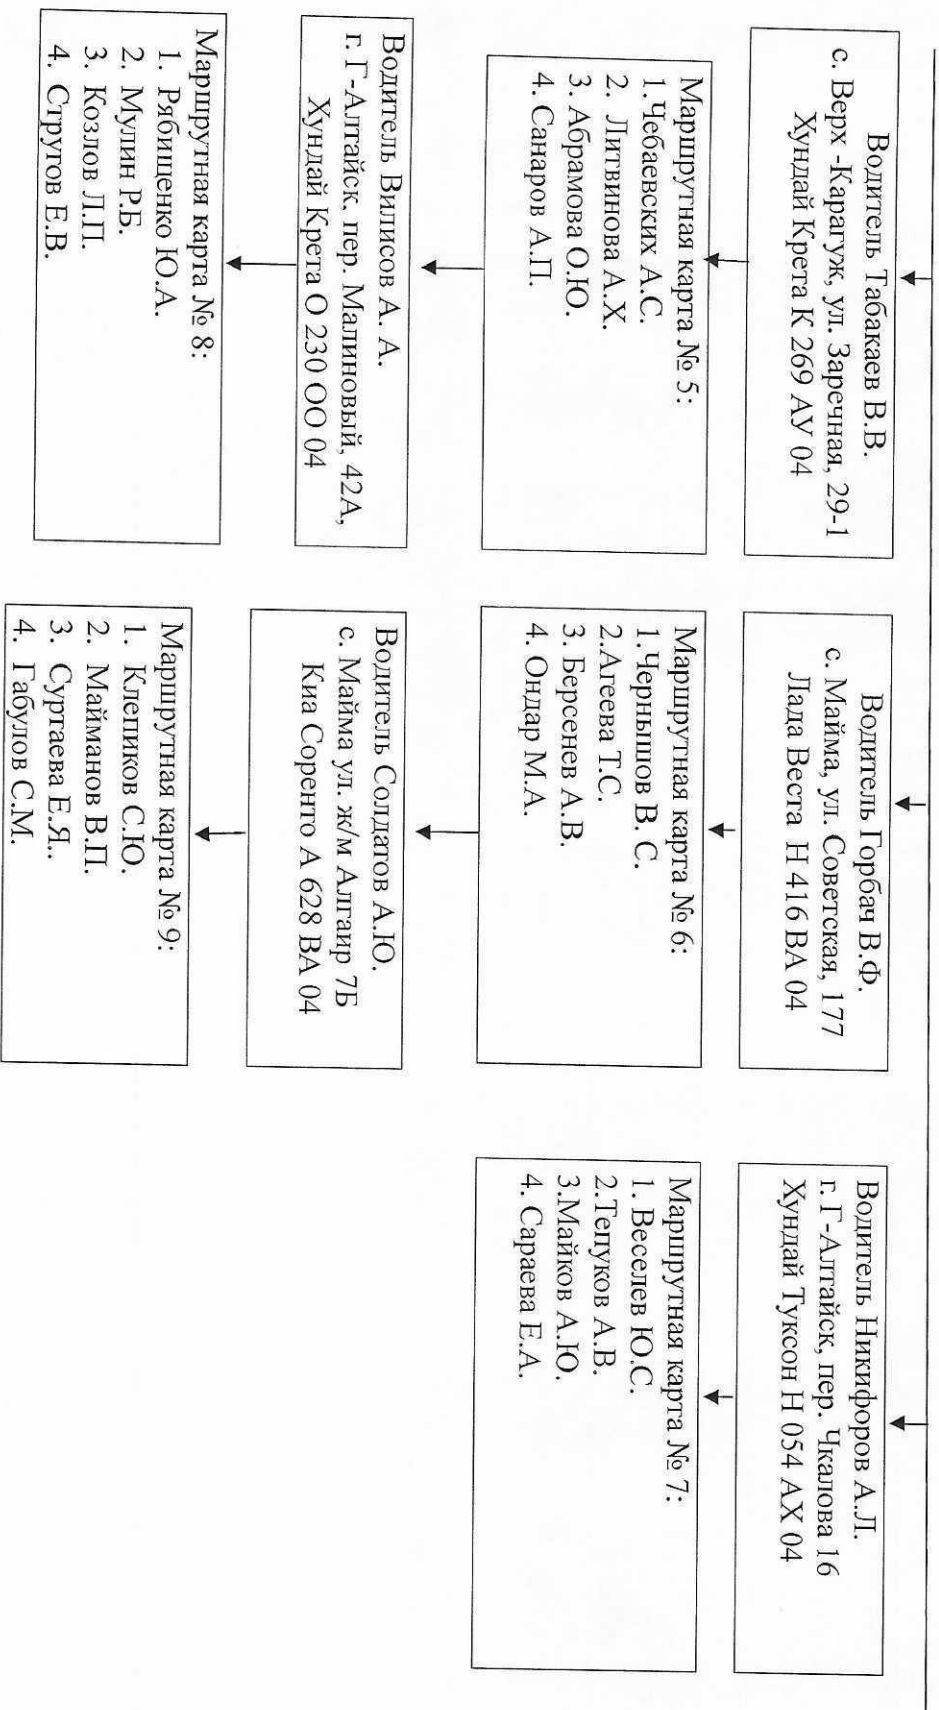 Водитель Табакаев В.В.
с. Верх -Карагуж, ул. Заречная, 29-1
Хундай Крета К 269 АУ 04
Маршрутная карта № 5:
1.Чебаевских А.С.
2. Литвинова А.Х.
3. Абрамова О.Ю.
4. Санаров А.П.
Водитель Вилисов А. А.
г. Г-Алтайск, пер. Малиновый, 42А,
Хундай Крета О 230 ОО 04
Маршрутная карта № 8:
1. Рябищенко Ю.А.
2. Мулин Р.Б.
3. Козлов Л.П.
4. Стругов Е.В.
Водитель Горбач В.Ф.
с. Майма, ул. Советская, 177
Лада Веста Н 416 ВА 04
Маршрутная карта № 6:
1.Чернышов В. С.
2.Агеева Т.С.
3. Берсенев А.В.
4. Ондар М.А.
Водитель Солдатов А.Ю.
с. Майма ул. ж/м Алгаир 7Б
Киа Соренто А 628 ВА 04
Маршрутная карта № 9:
1. Клепиков С.Ю.
2. Майманов В.П.
3. Суртаева Е.Я..
4. Габулов С.М.
Водитель Никифоров А.Л.
г. Г-Алтайск, пер. Чкалова 16
Хундай Туксон Н 054 АХ 04
Маршрутная карта № 7:
1. Веселев Ю.С.
2.Тепуков А.В.
3.Майков А.Ю.
4. Сараева Е.А.